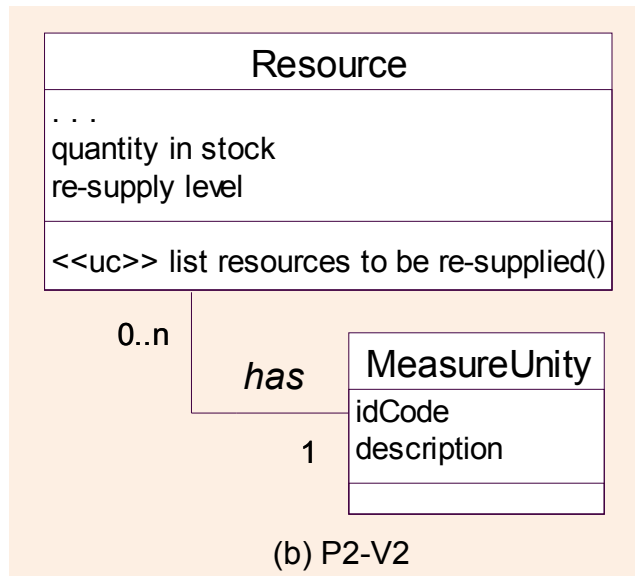 Resource
. . .
quantity in stock
re-supply level
<<uc>> list resources to be re-supplied()
0..n
has
MeasureUnity
idCode
description
1
(b) P2-V2